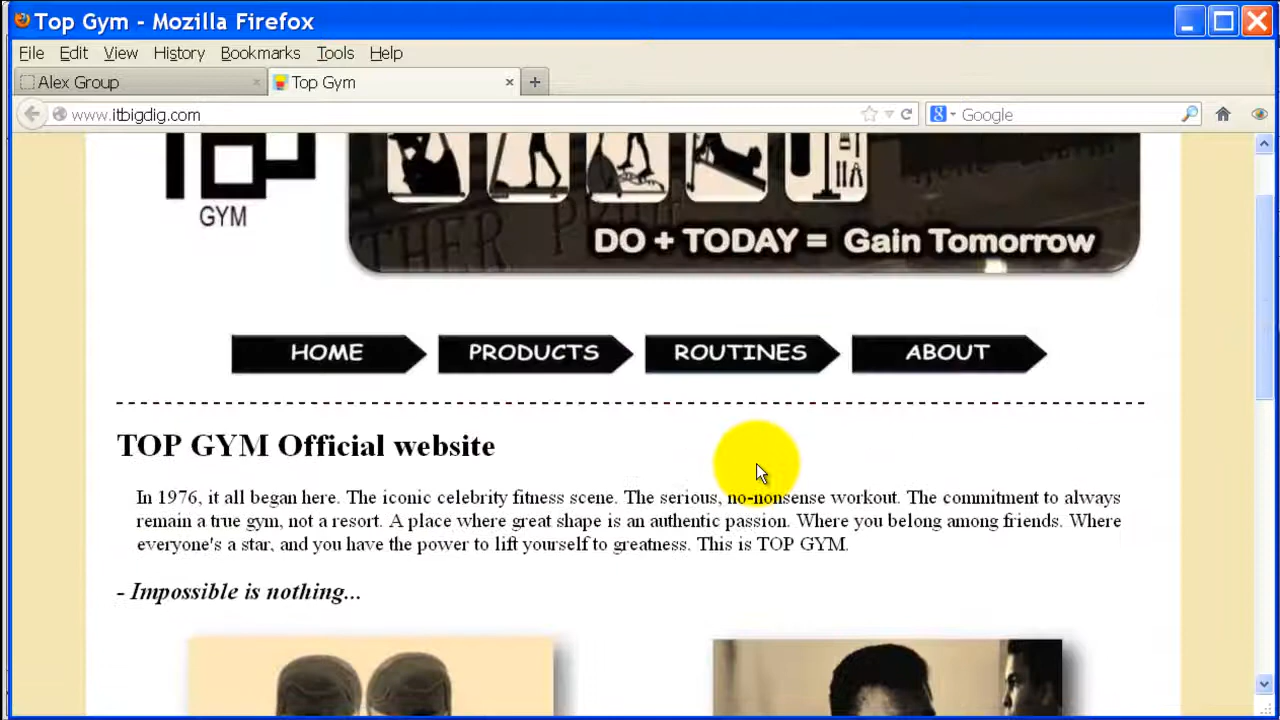 Top Gym - Mozilla Firefox
File Edit View History Bookmarks Tools Help
Alex Group Top Gym
www.itbigdig.com Google
GYM
THER
DO + TODAY = Gain Tomorrow
HOME PRODUCTS ROUTINES ABOUT
TOP GYM Official website
In 1976, it all began here. The iconic celebrity fitness scene. The serious, no-nonsense workout. The commitment to always
remain a true gym, not a resort. A place where great shape is an authentic passion. Where you belong among friends. Where
everyone's a star, and you have the power to lift yourself to greatness. This is TOP GYM.
- Impossible is nothing...